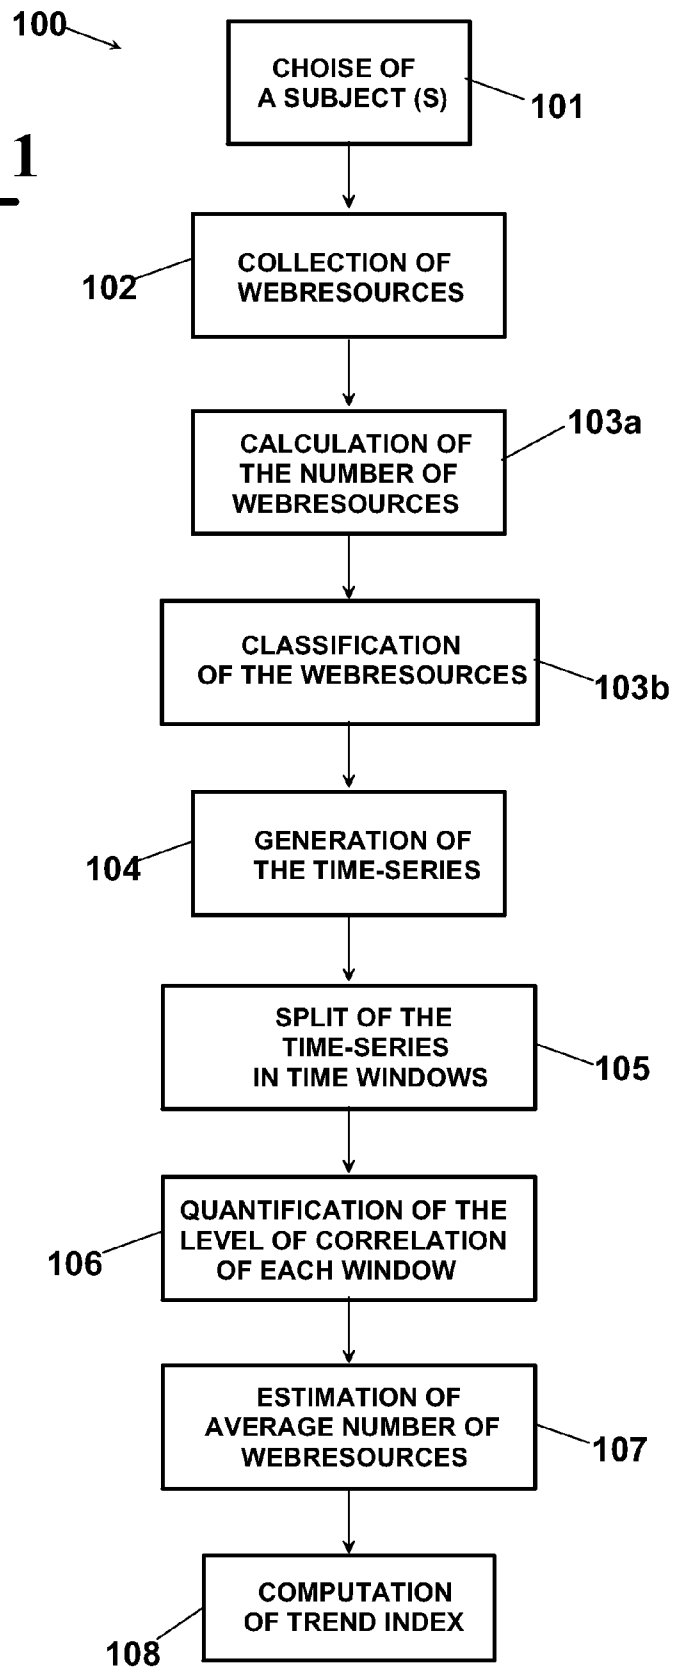 100
CHOISE OF
A SUBJECT (S)
101
1
COLLECTION OF
WEBRESOURCES
102
103a
CALCULATION OF
THE NUMBER OF
WEBRESOURCES
CLASSIFICATION
OF THE WEBRESOURCES
103b
GENERATION OF
THE TIME-SERIES
104
SPLIT OF THE
TIME-SERIES
IN TIME WINDOWS
105
QUANTIFICATION OF THE
LEVEL OF CORRELATION
OF EACH WINDOW
106
ESTIMATION OF
AVERAGE NUMBER OF
WEBRESOURCES
107
COMPUTATION
OF TREND INDEX
108